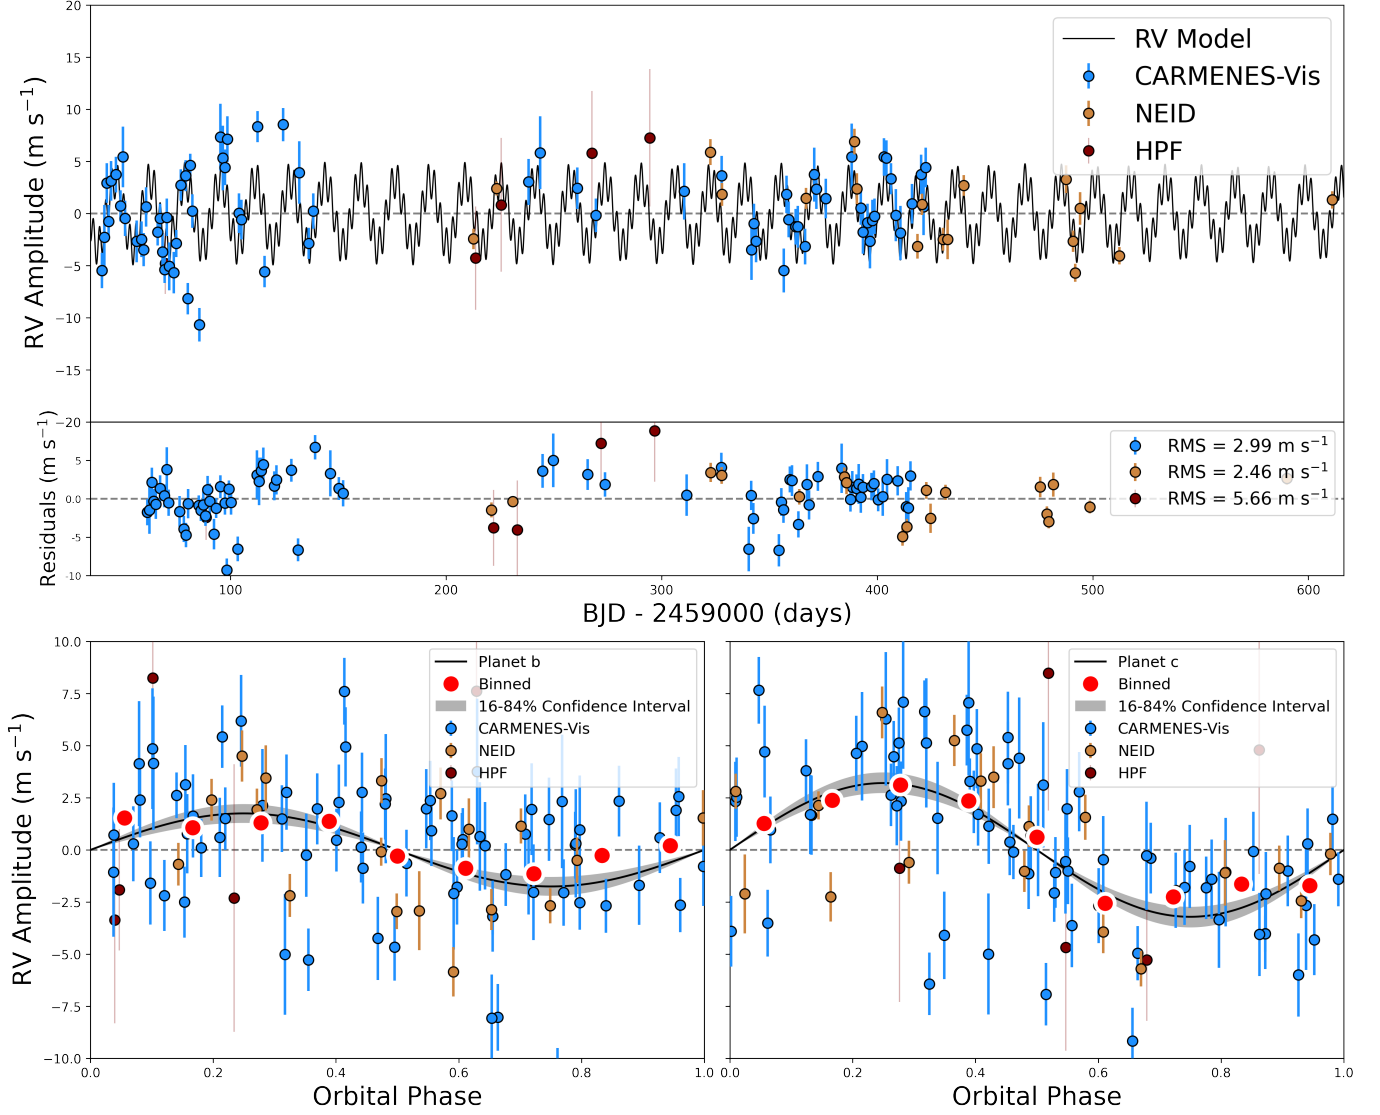 20
15
10
5
0
−5
−10
−15
−20
RV Amplitude (m s⁻¹)
RV Model
CARMENES-Vis
NEID
HPF
5
0.0
-5
-10
Residuals (m s⁻¹)
RMS = 2.99 m s⁻¹
RMS = 2.46 m s⁻¹
RMS = 5.66 m s⁻¹
100 200 300 400 500 600
BJD - 2459000 (days)
10.0
7.5
5.0
2.5
0.0
−2.5
−5.0
−7.5
−10.0
RV Amplitude (m s⁻¹)
Planet b
Binned
16-84% Confidence Interval
CARMENES-Vis
NEID
HPF
0.0 0.2 0.4 0.6 0.8 1.0
Orbital Phase
Planet c
Binned
16-84% Confidence Interval
CARMENES-Vis
NEID
HPF
0.0 0.2 0.4 0.6 0.8 1.0
Orbital Phase